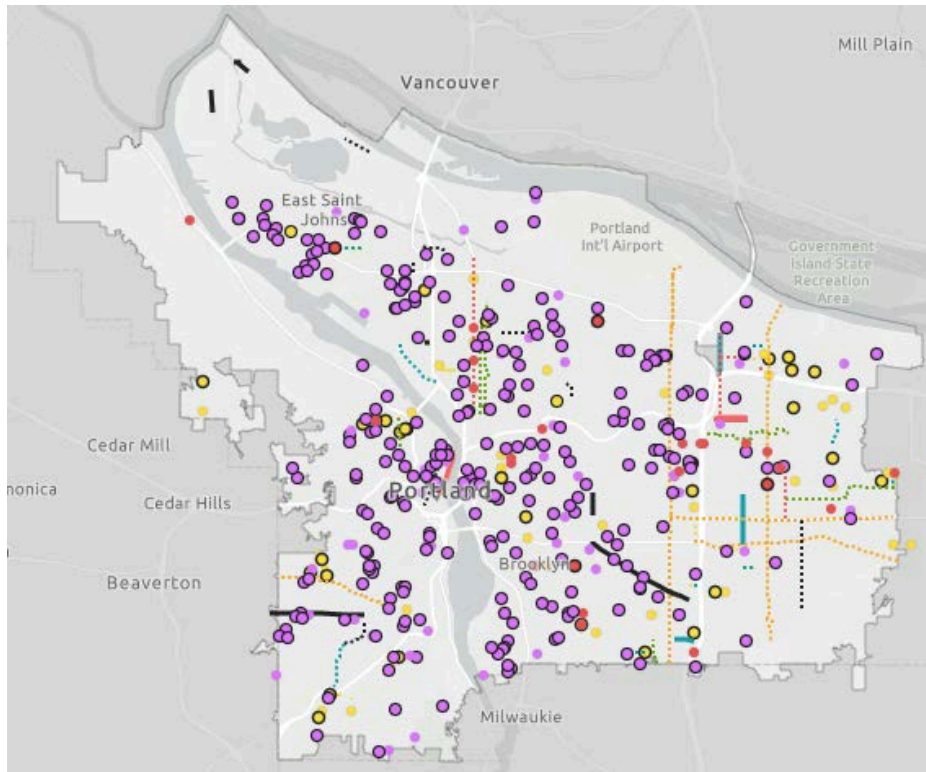 Mill Plain
Vancouver
East Saint
Johns
Portland
Int'l Airport
Government
Island State
Recreation
Area
Cedar Mill
nonica
Portland
Cedar Hills
Brooklyn
Beaverton
Milwaukie